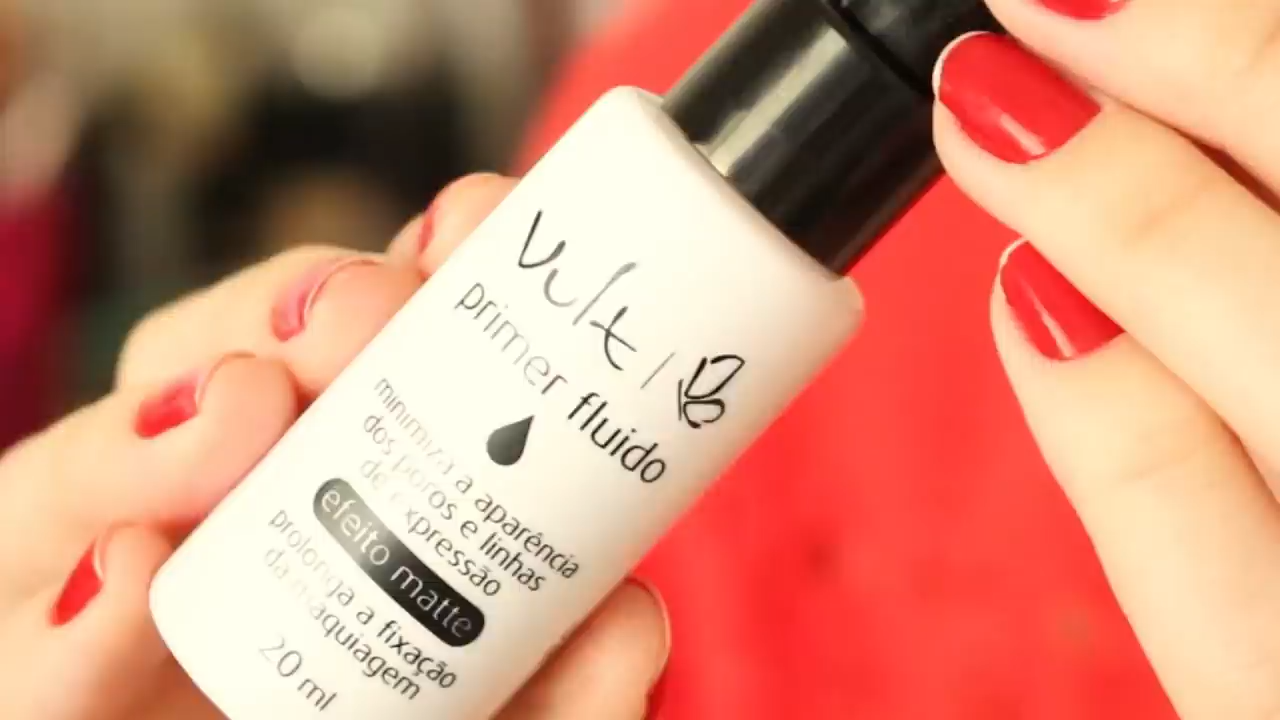 Vult
primer fluido
minimiza a aparência
dos poros e linhas
de expressão
efeito matte
prolonga a fixação
da maquiagem
20 ml